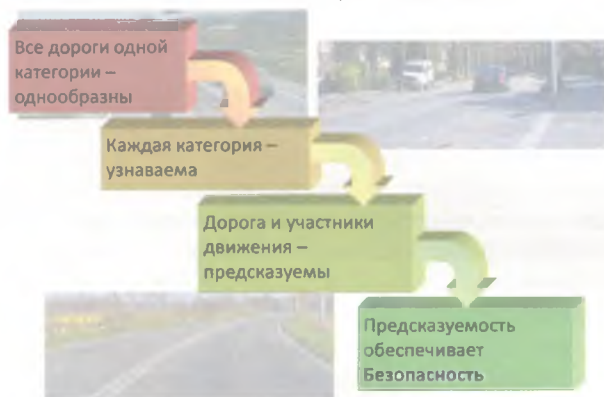 Все дороги одной
категории –
однообразны
Каждая категория –
узнаваема
Дорога и участники
движения –
предсказуемы
Предсказуемость
обеспечивает
Безопасность